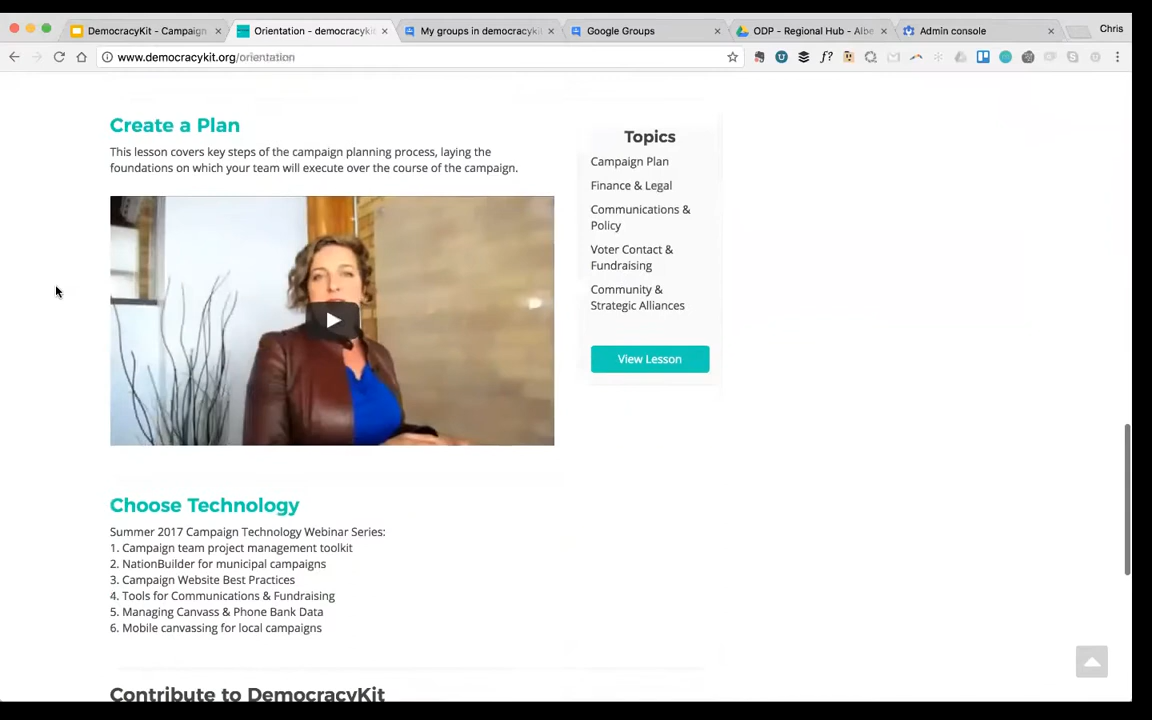 DemocracyKit - Campaign
Orientation - democracyki
My groups in democracyki
Google Groups
ODP - Regional Hub - Albe
Admin console
Chris
www.democracykit.org/orientation
f?
Create a Plan
This lesson covers key steps of the campaign planning process, laying the
foundations on which your team will execute over the course of the campaign.
Topics
Campaign Plan
Finance & Legal
Communications &
Policy
Voter Contact &
Fundraising
Community &
Strategic Alliances
View Lesson
Choose Technology
Summer 2017 Campaign Technology Webinar Series:
1. Campaign team project management toolkit
2. NationBuilder for municipal campaigns
3. Campaign Website Best Practices
4. Tools for Communications & Fundraising
5. Managing Canvass & Phone Bank Data
6. Mobile canvassing for local campaigns
Contribute to DemocracyKit